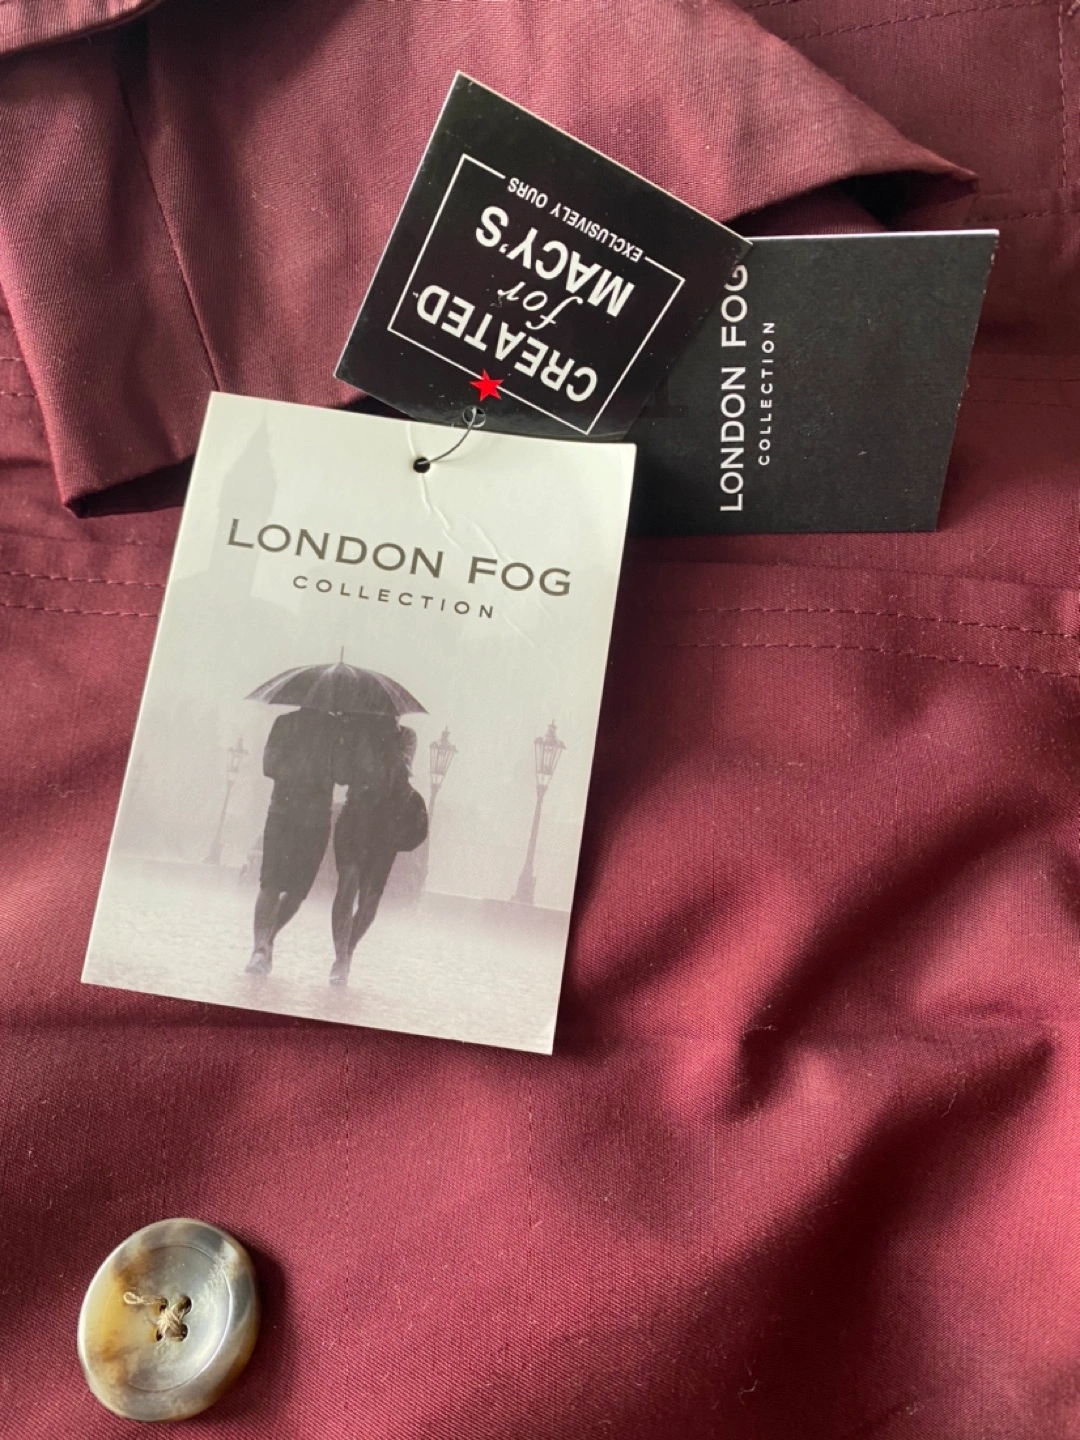 CREATED
for
MACY'S
EXCLUSIVELY OURS
LONDON FOG
COLLECTION
LONDON FOG
COLLECTION